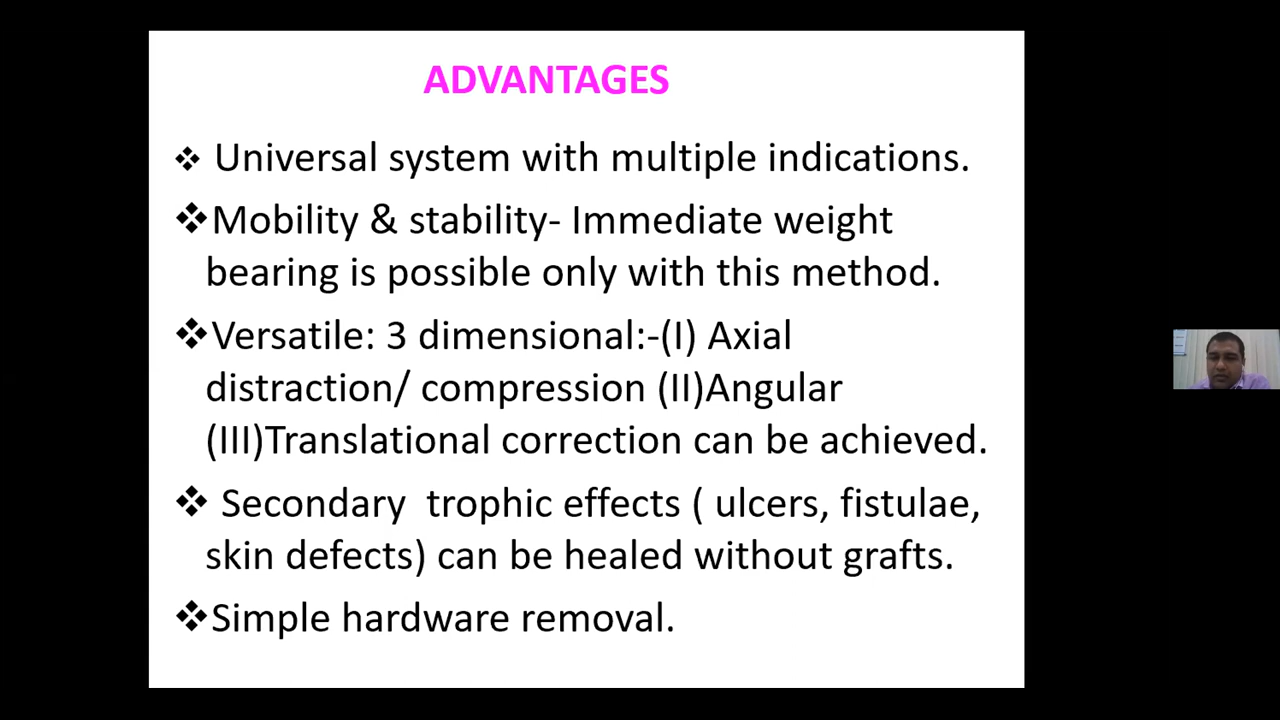 ADVANTAGES
❖ Universal system with multiple indications.
❖Mobility & stability- Immediate weight
bearing is possible only with this method.
❖Versatile: 3 dimensional:-(I) Axial
distraction/ compression (II)Angular
(III)Translational correction can be achieved.
❖ Secondary  trophic effects ( ulcers, fistulae,
skin defects) can be healed without grafts.
❖Simple hardware removal.